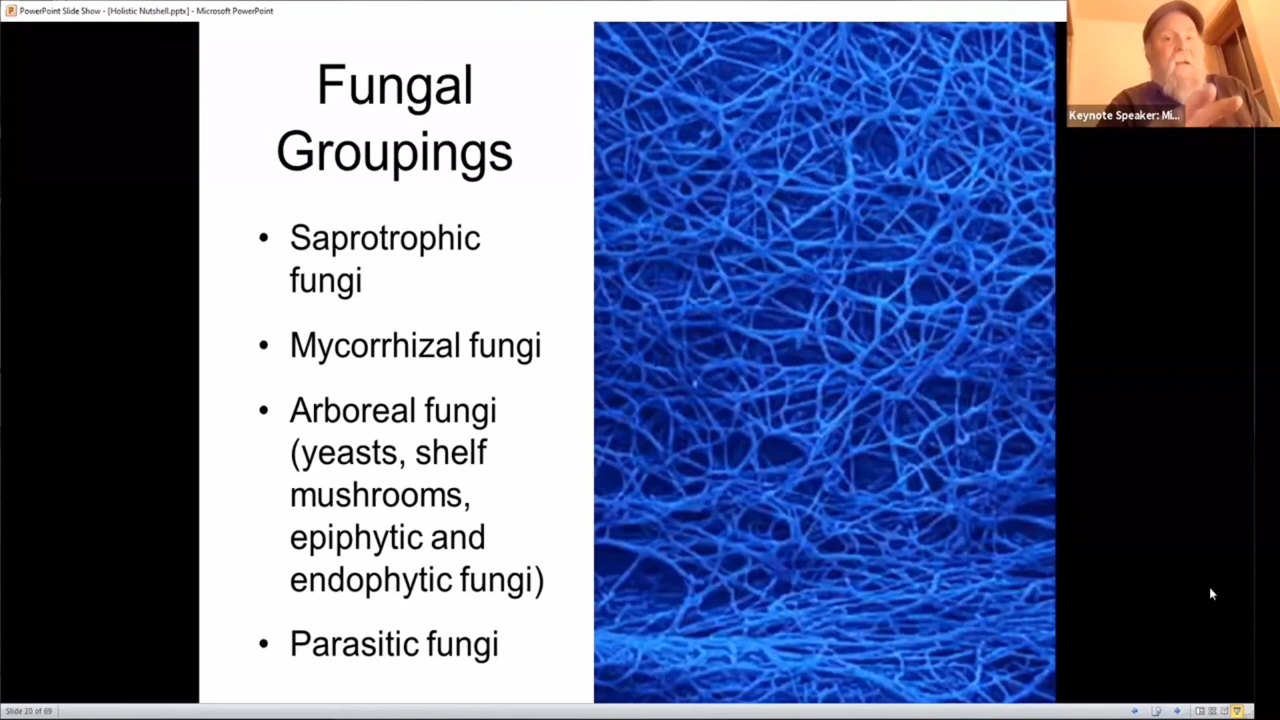 PowerPoint Slide Show - [Holistic Nutshell.pptx] - Microsoft PowerPoint
Keynote Speaker: Mi...
Fungal
Groupings
• Saprotrophic
fungi
• Mycorrhizal fungi
• Arboreal fungi
(yeasts, shelf
mushrooms,
epiphytic and
endophytic fungi)
• Parasitic fungi
Slide 20 of 69